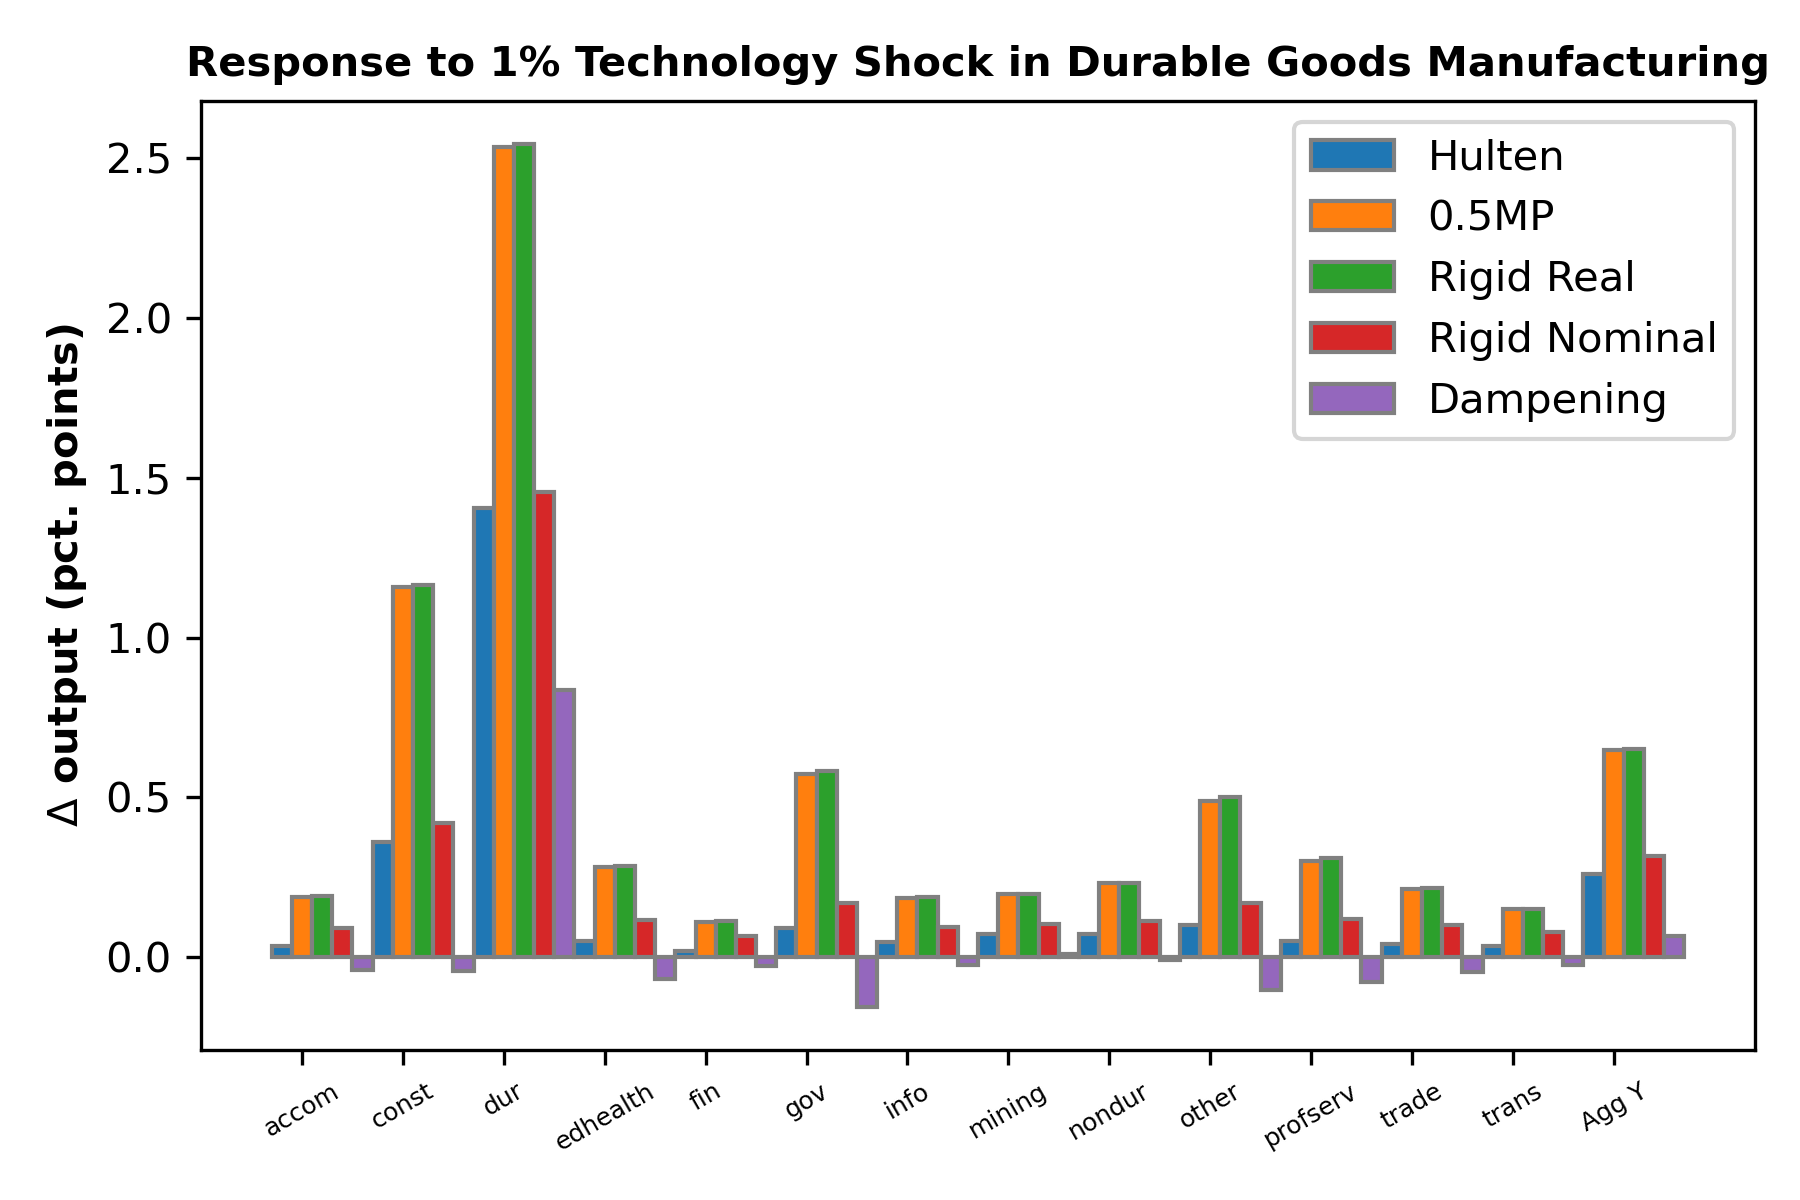 Response to 1% Technology Shock in Durable Goods Manufacturing
Δ output (pct. points)
2.5
2.0
1.5
1.0
0.5
0.0
Hulten
0.5MP
Rigid Real
Rigid Nominal
Dampening
accom
const
dur
edhealth
fin
gov
info
mining
nondur
other
profserv
trade
trans
Agg Y